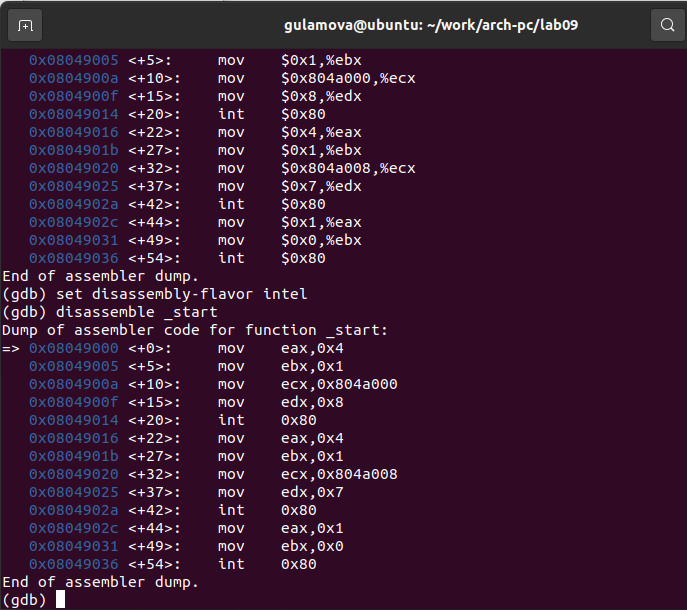 gulamova@ubuntu: ~/work/arch-pc/lab09
0x08049005 <+5>: mov $0x1,%ebx
0x0804900a <+10>: mov $0x804a000,%ecx
0x0804900f <+15>: mov $0x8,%edx
0x08049014 <+20>: int $0x80
0x08049016 <+22>: mov $0x4,%eax
0x0804901b <+27>: mov $0x1,%ebx
0x08049020 <+32>: mov $0x804a008,%ecx
0x08049025 <+37>: mov $0x7,%edx
0x0804902a <+42>: int $0x80
0x0804902c <+44>: mov $0x1,%eax
0x08049031 <+49>: mov $0x0,%ebx
0x08049036 <+54>: int $0x80
End of assembler dump.
(gdb) set disassembly-flavor intel
(gdb) disassemble _start
Dump of assembler code for function _start:
=> 0x08049000 <+0>: mov eax,0x4
0x08049005 <+5>: mov ebx,0x1
0x0804900a <+10>: mov ecx,0x804a000
0x0804900f <+15>: mov edx,0x8
0x08049014 <+20>: int 0x80
0x08049016 <+22>: mov eax,0x4
0x0804901b <+27>: mov ebx,0x1
0x08049020 <+32>: mov ecx,0x804a008
0x08049025 <+37>: mov edx,0x7
0x0804902a <+42>: int 0x80
0x0804902c <+44>: mov eax,0x1
0x08049031 <+49>: mov ebx,0x0
0x08049036 <+54>: int 0x80
End of assembler dump.
(gdb)